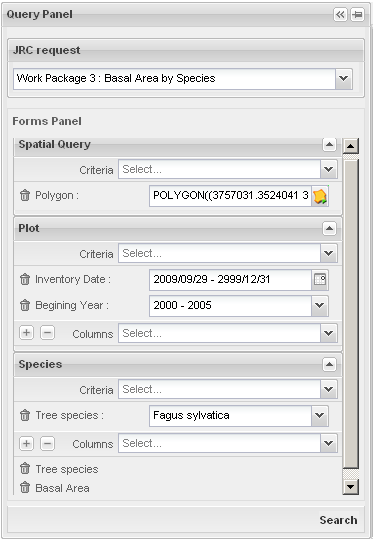 Query Panel
JRC request
Work Package 3 : Basal Area by Species
Forms Panel
Spatial Query
Criteria Select...
Polygon : POLYGON((3757031.3524041 3
Plot
Criteria Select...
Inventory Date : 2009/09/29 - 2999/12/31
Begining Year : 2000 - 2005
Columns Select...
Species
Criteria Select...
Tree species : Fagus sylvatica
Columns Select...
Tree species
Basal Area
Search